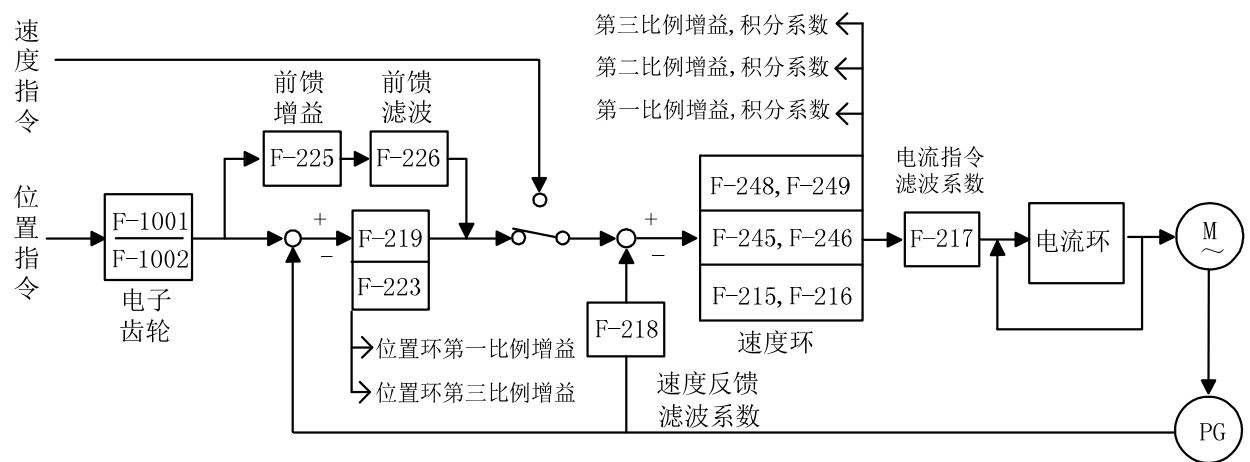 速度指令
第三比例增益,积分系数
第二比例增益,积分系数
第一比例增益,积分系数
前馈
增益
前馈
滤波
F-225
F-226
位置指令
F-1001
F-1002
电子
齿轮
+
-
F-219
F-223
位置环第一比例增益
位置环第三比例增益
+
-
F-218
速度反馈
滤波系数
F-248,F-249
F-245,F-246
F-215,F-216
速度环
电流指令
滤波系数
F-217
电流环
M
~
PG